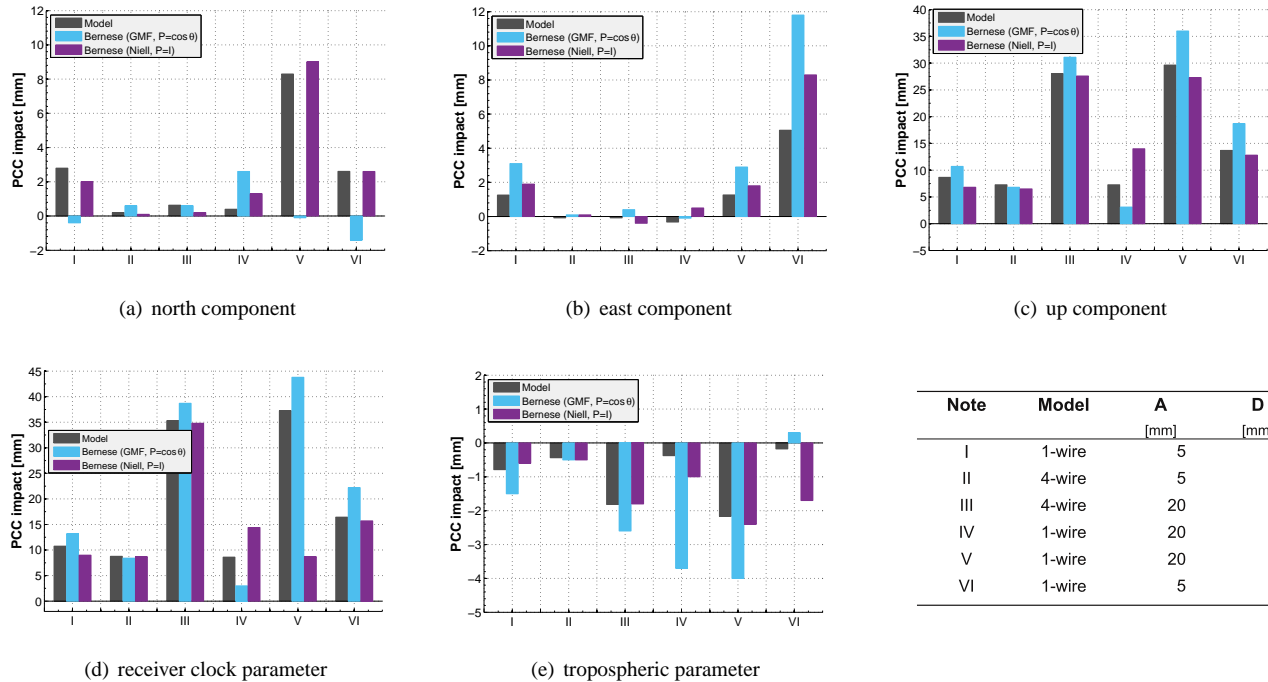 12
10
8
6
4
2
0
−2
PCC impact [mm]
Model
Bernese (GMF, P=cosθ)
Bernese (Niell, P=I)
I II III IV V VI
(a) north component
12
10
8
6
4
2
0
−2
PCC impact [mm]
Model
Bernese (GMF, P=cosθ)
Bernese (Niell, P=I)
I II III IV V VI
(b) east component
40
35
30
25
20
15
10
5
0
−5
PCC impact [mm]
Model
Bernese (GMF, P=cosθ)
Bernese (Niell, P=I)
I II III IV V VI
(c) up component
45
40
35
30
25
20
15
10
5
0
PCC impact [mm]
Model
Bernese (GMF, P=cosθ)
Bernese (Niell, P=I)
I II III IV V VI
(d) receiver clock parameter
2
1
0
−1
−2
−3
−4
−5
PCC impact [mm]
Model
Bernese (GMF, P=cosθ)
Bernese (Niell, P=I)
I II III IV V VI
(e) tropospheric parameter
Note Model A D
[mm] [mm
I 1-wire 5
II 4-wire 5
III 4-wire 20
IV 1-wire 20
V 1-wire 20
VI 1-wire 5